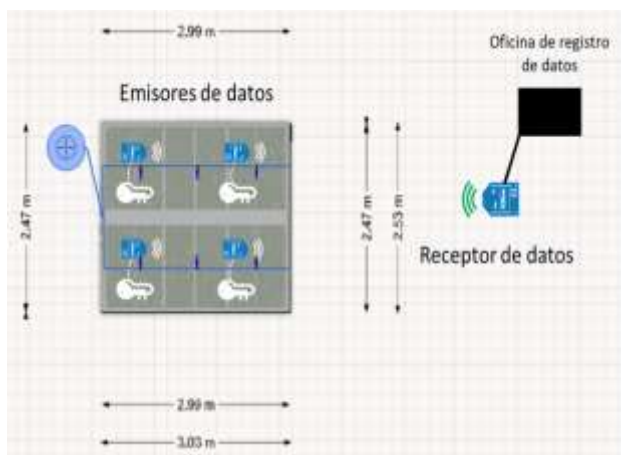 2.99 m
Oficina de registro
de datos
Emisores de datos
2.47 m
2.47 m
2.53 m
Receptor de datos
2.99 m
3.03 m